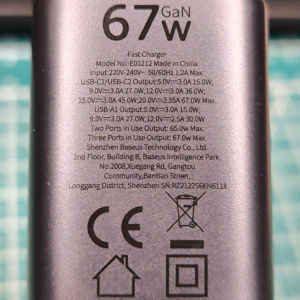 67w
GaN
Fast Charger
Model No.: E01212 Made in China
Input:220V-240V~ 50/60Hz 1.2A Max
USB-C1/USB-C2 Output:5.0V⎓3.0A 15.0W;
9.0V⎓3.0A 27.0W;12.0V⎓3.0A 36.0W;
15.0V⎓3.0A 45.0W;20.0V⎓3.35A 67.0W Max
USB-A1 Output:5.0V⎓3.0A 15.0W;
9.0V⎓3.0A 27.0W;12.0V⎓2.5A 30.0W
Two Ports in Use Output: 65.0w Max
Three Ports in Use Output: 67.0w Max
Shenzhen Baseus Technology Co., Ltd.
2nd Floor, Building B, Baseus Intelligence Park,
No.2008,Xuegang Rd, Gangtou
Community,Bantian Street,
Longgang District, Shenzhen SN.RZ212256KN6118
CE